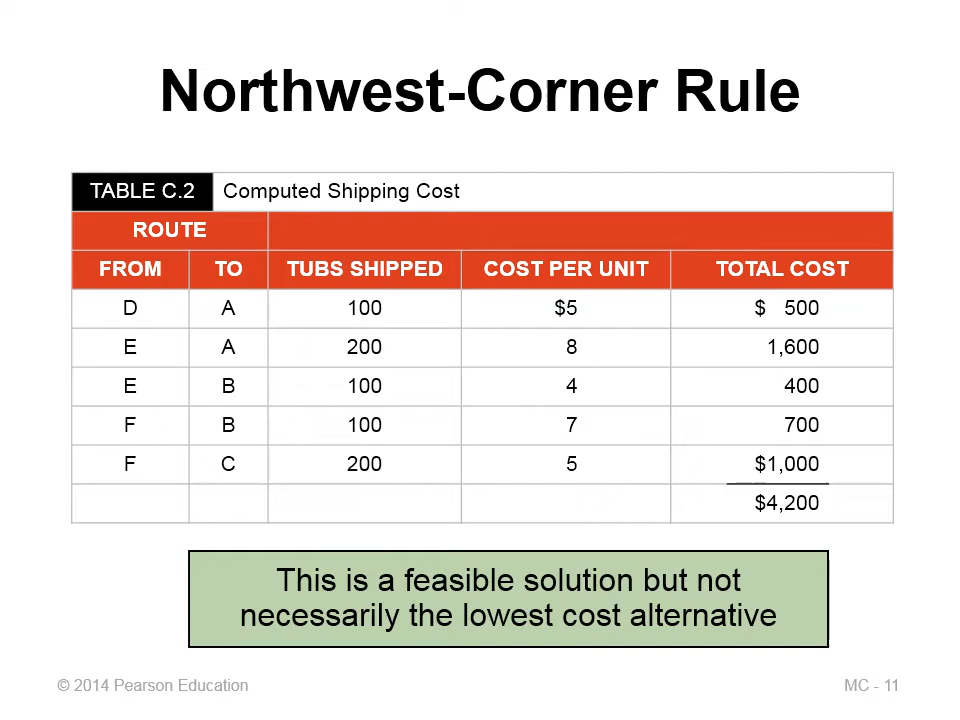 Northwest-Corner Rule
TABLE C.2 Computed Shipping Cost
ROUTE
FROM TO TUBS SHIPPED COST PER UNIT TOTAL COST
D A 100 $5 $ 500
E A 200 8 1,600
E B 100 4 400
F B 100 7 700
F C 200 5 $1,000
$4,200
This is a feasible solution but not
necessarily the lowest cost alternative
© 2014 Pearson Education MC - 11